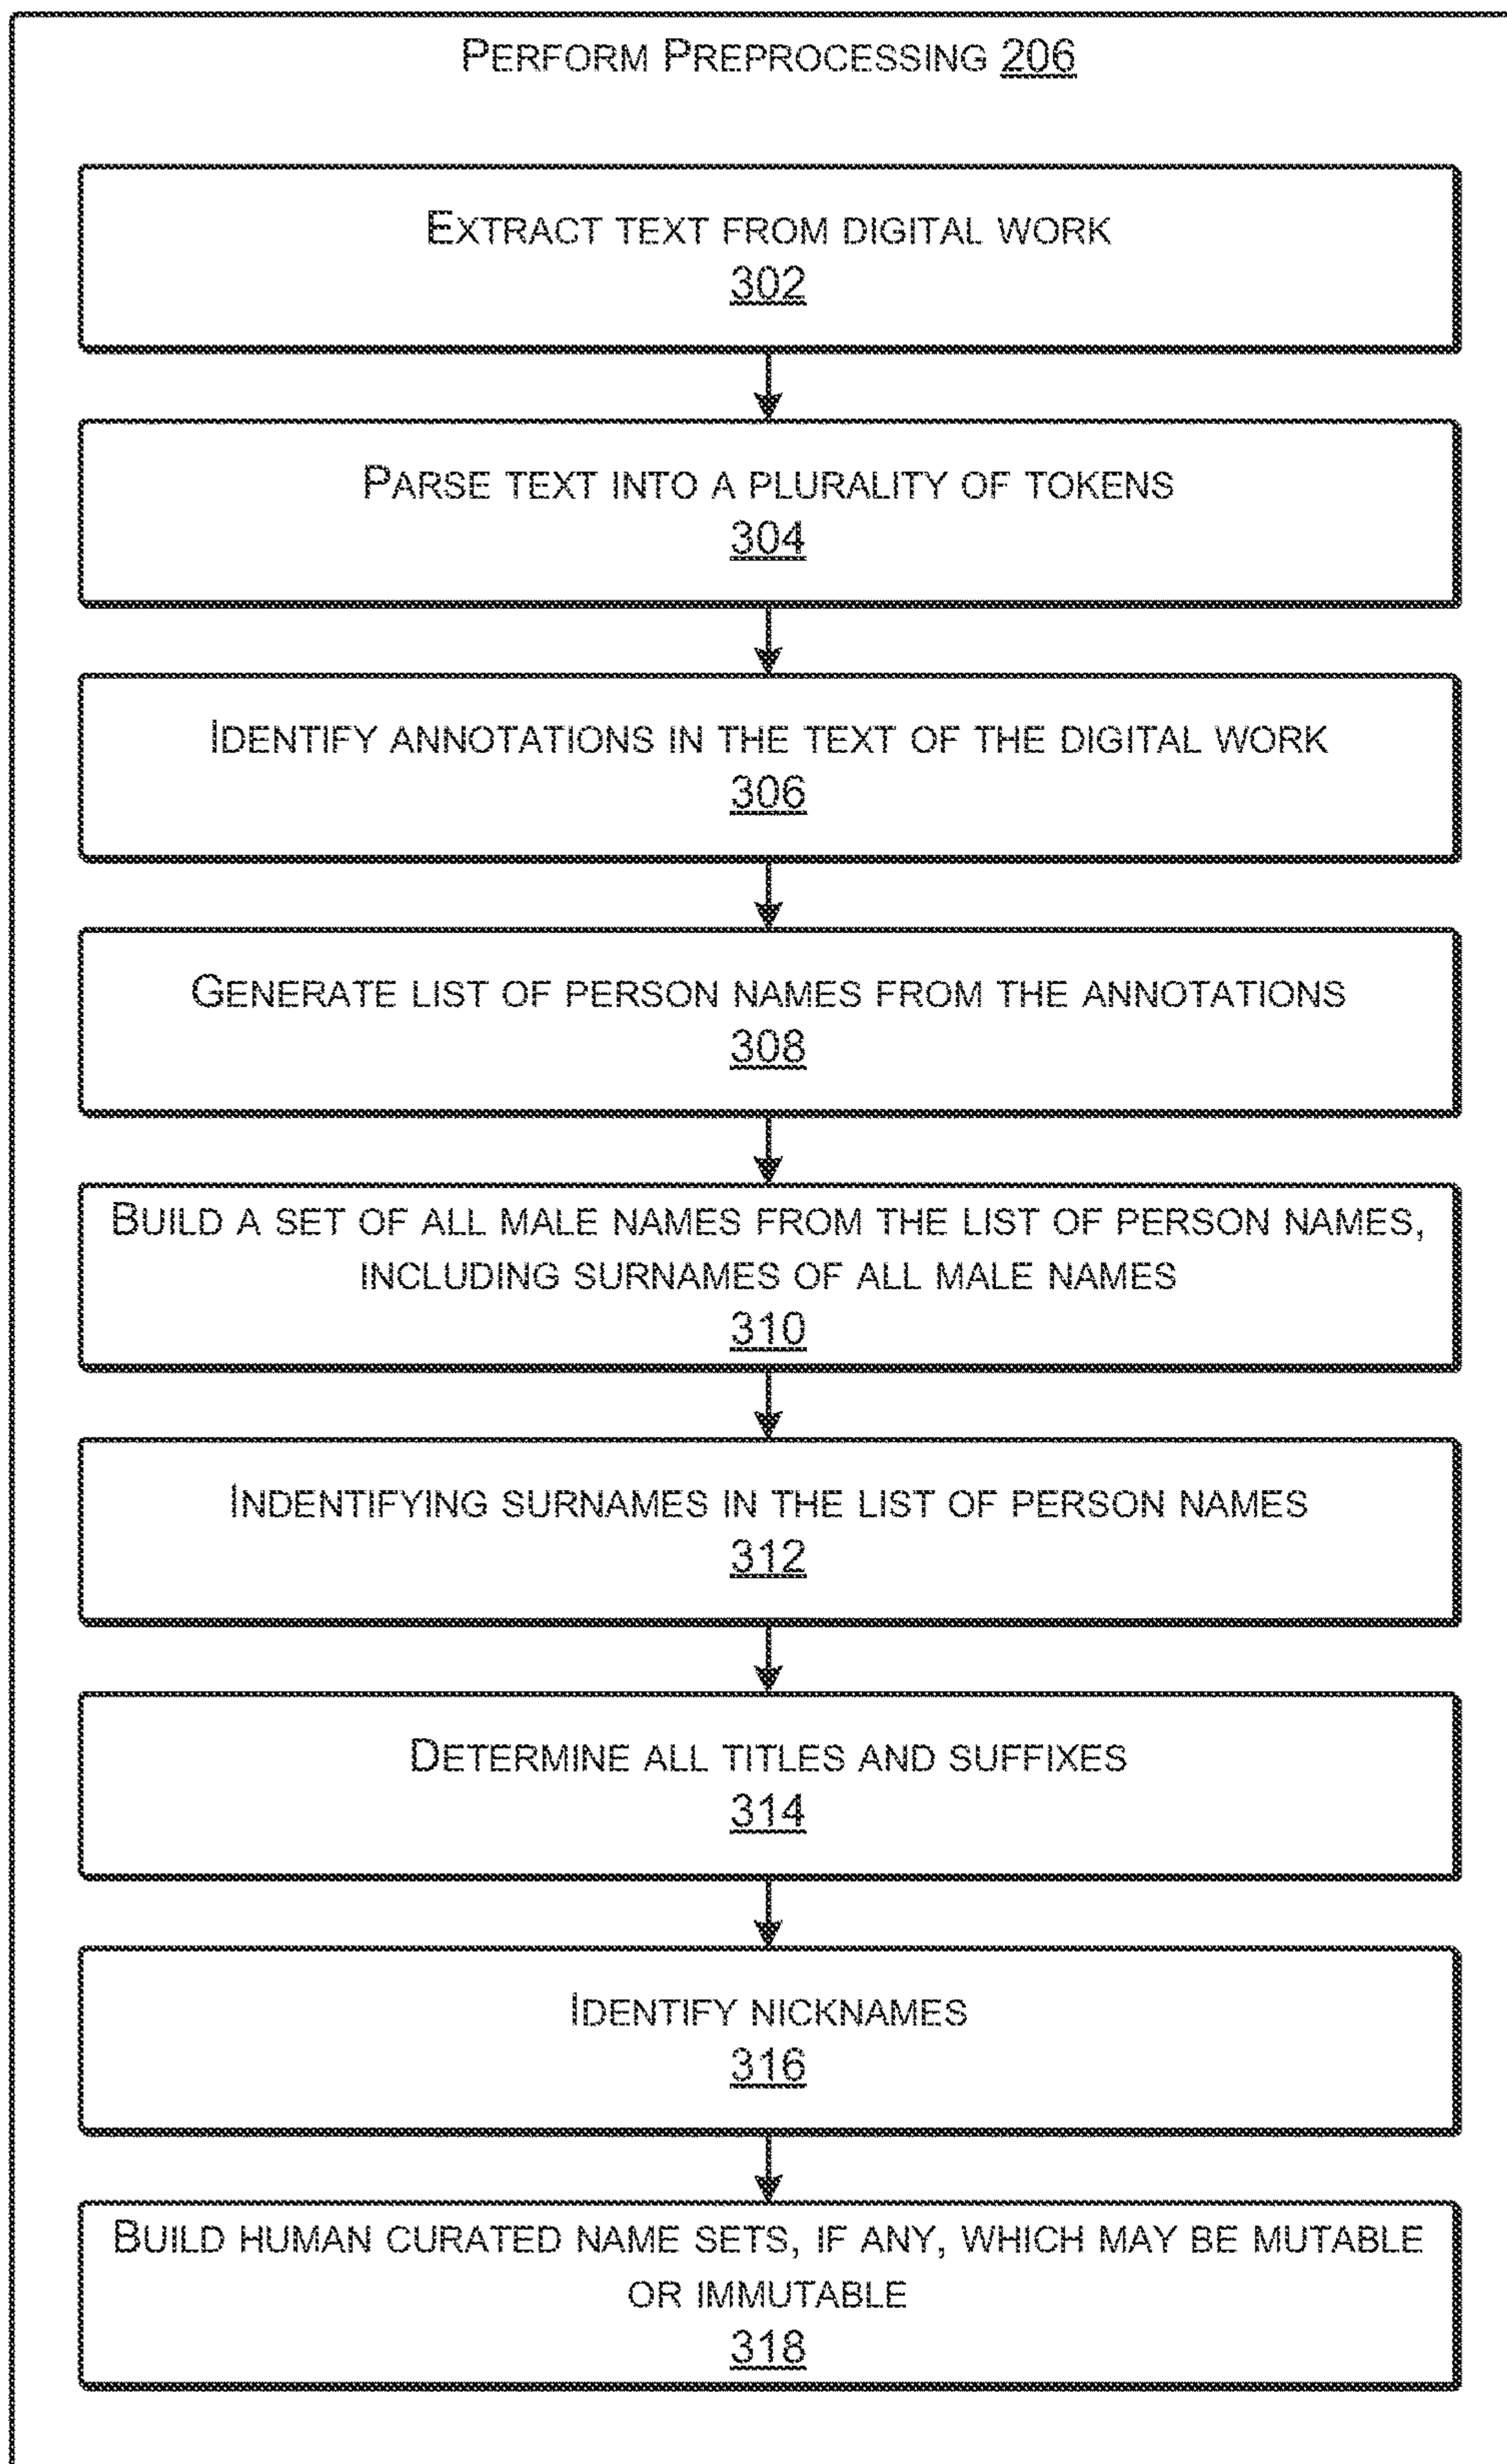 PERFORM PREPROCESSING 206
EXTRACT TEXT FROM DIGITAL WORK
302
PARSE TEXT INTO A PLURALITY OF TOKENS
304
IDENTIFY ANNOTATIONS IN THE TEXT OF THE DIGITAL WORK
306
GENERATE LIST OF PERSON NAMES FROM THE ANNOTATIONS
308
BUILD A SET OF ALL MALE NAMES FROM THE LIST OF PERSON NAMES,
INCLUDING SURNAMES OF ALL MALE NAMES
310
INDENTIFYING SURNAMES IN THE LIST OF PERSON NAMES
312
DETERMINE ALL TITLES AND SUFFIXES
314
IDENTIFY NICKNAMES
316
BUILD HUMAN CURATED NAME SETS, IF ANY, WHICH MAY BE MUTABLE
OR IMMUTABLE
318